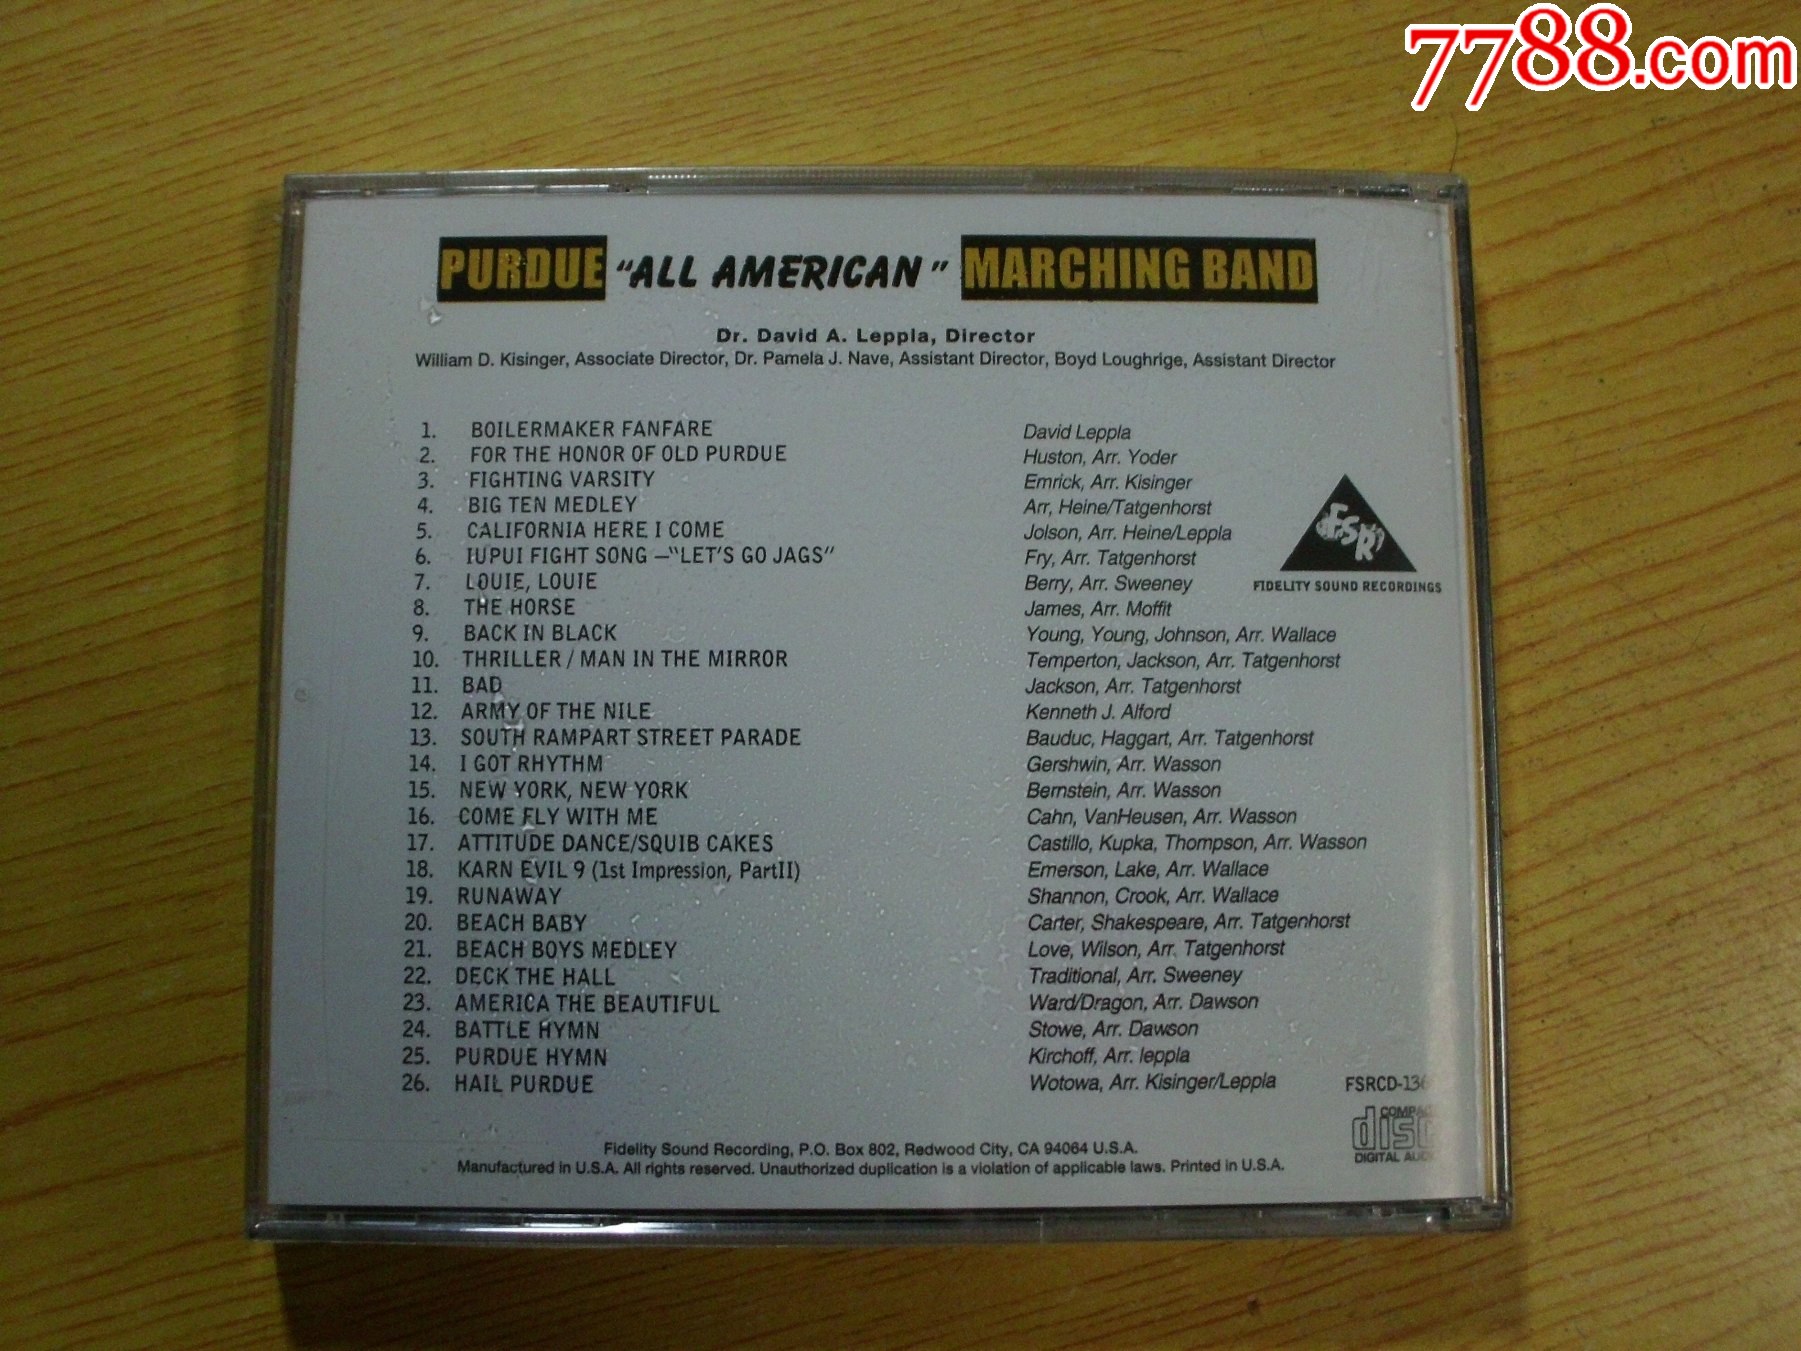 7788.com
PURDUE "ALL AMERICAN" MARCHING BAND
Dr. David A. Leppla, Director
William D. Kisinger, Associate Director, Dr. Pamela J. Nave, Assistant Director, Boyd Loughrige, Assistant Director
1. BOILERMAKER FANFARE David Leppla
2. FOR THE HONOR OF OLD PURDUE Huston, Arr. Yoder
3. FIGHTING VARSITY Emrick, Arr. Kisinger
4. BIG TEN MEDLEY Arr, Heine/Tatgenhorst
5. CALIFORNIA HERE I COME Jolson, Arr. Heine/Leppla
6. IUPUI FIGHT SONG –"LET'S GO JAGS" Fry, Arr. Tatgenhorst
7. LOUIE, LOUIE Berry, Arr. Sweeney
8. THE HORSE James, Arr. Moffit
9. BACK IN BLACK Young, Young, Johnson, Arr. Wallace
10. THRILLER / MAN IN THE MIRROR Temperton, Jackson, Arr. Tatgenhorst
11. BAD Jackson, Arr. Tatgenhorst
12. ARMY OF THE NILE Kenneth J. Alford
13. SOUTH RAMPART STREET PARADE Bauduc, Haggart, Arr. Tatgenhorst
14. I GOT RHYTHM Gershwin, Arr. Wasson
15. NEW YORK, NEW YORK Bernstein, Arr. Wasson
16. COME FLY WITH ME Cahn, VanHeusen, Arr. Wasson
17. ATTITUDE DANCE/SQUIB CAKES Castillo, Kupka, Thompson, Arr. Wasson
18. KARN EVIL 9 (1st Impression, PartII) Emerson, Lake, Arr. Wallace
19. RUNAWAY Shannon, Crook, Arr. Wallace
20. BEACH BABY Carter, Shakespeare, Arr. Tatgenhorst
21. BEACH BOYS MEDLEY Love, Wilson, Arr. Tatgenhorst
22. DECK THE HALL Traditional, Arr. Sweeney
23. AMERICA THE BEAUTIFUL Ward/Dragon, Arr. Dawson
24. BATTLE HYMN Stowe, Arr. Dawson
25. PURDUE HYMN Kirchoff, Arr. leppla
26. HAIL PURDUE Wotowa, Arr. Kisinger/Leppla
FSR
FIDELITY SOUND RECORDINGS
COMPACT
disc
DIGITAL AUDIO
Fidelity Sound Recording, P.O. Box 802, Redwood City, CA 94064 U.S.A.
Manufactured in U.S.A. All rights reserved. Unauthorized duplication is a violation of applicable laws. Printed in U.S.A.